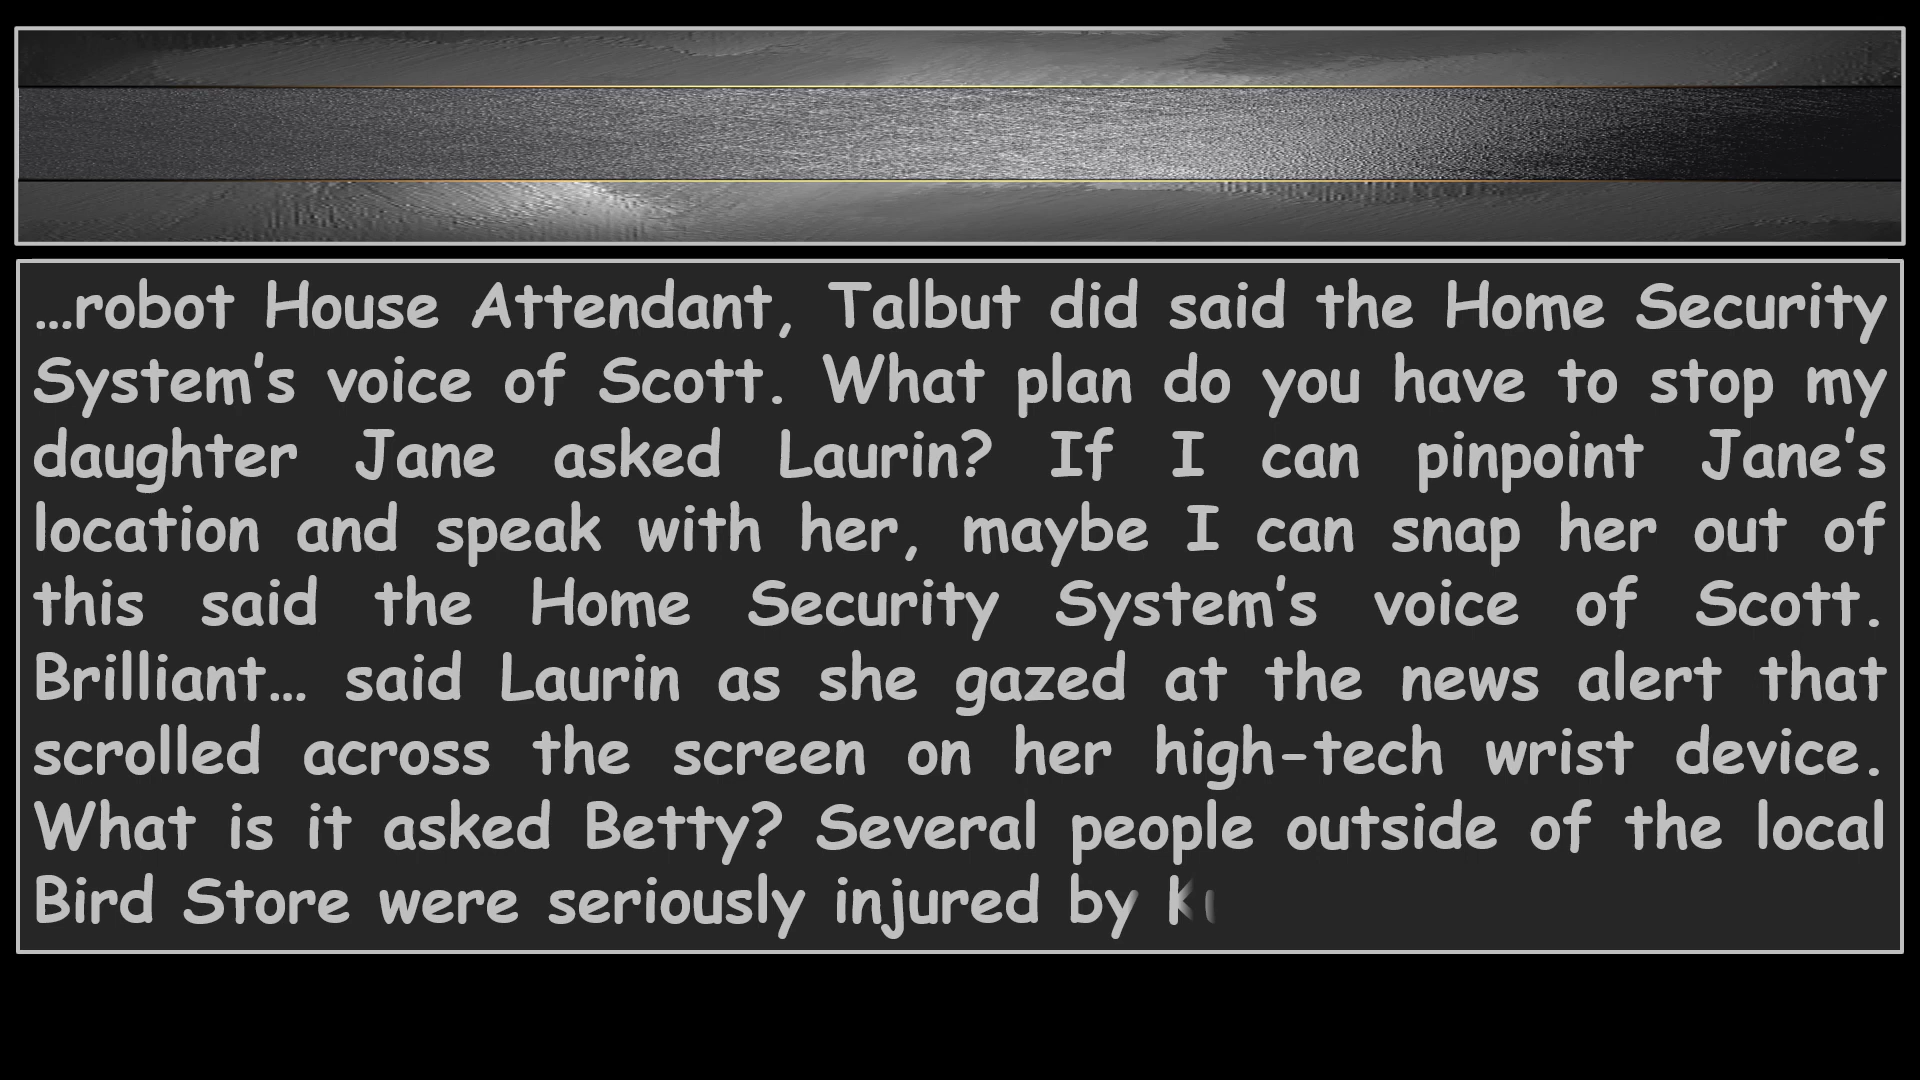 …robot House Attendant, Talbut did said the Home Security
System's voice of Scott. What plan do you have to stop my
daughter Jane asked Laurin? If I can pinpoint Jane's
location and speak with her, maybe I can snap her out of
this said the Home Security System's voice of Scott.
Brilliant… said Laurin as she gazed at the news alert that
scrolled across the screen on her high-tech wrist device.
What is it asked Betty? Several people outside of the local
Bird Store were seriously injured by